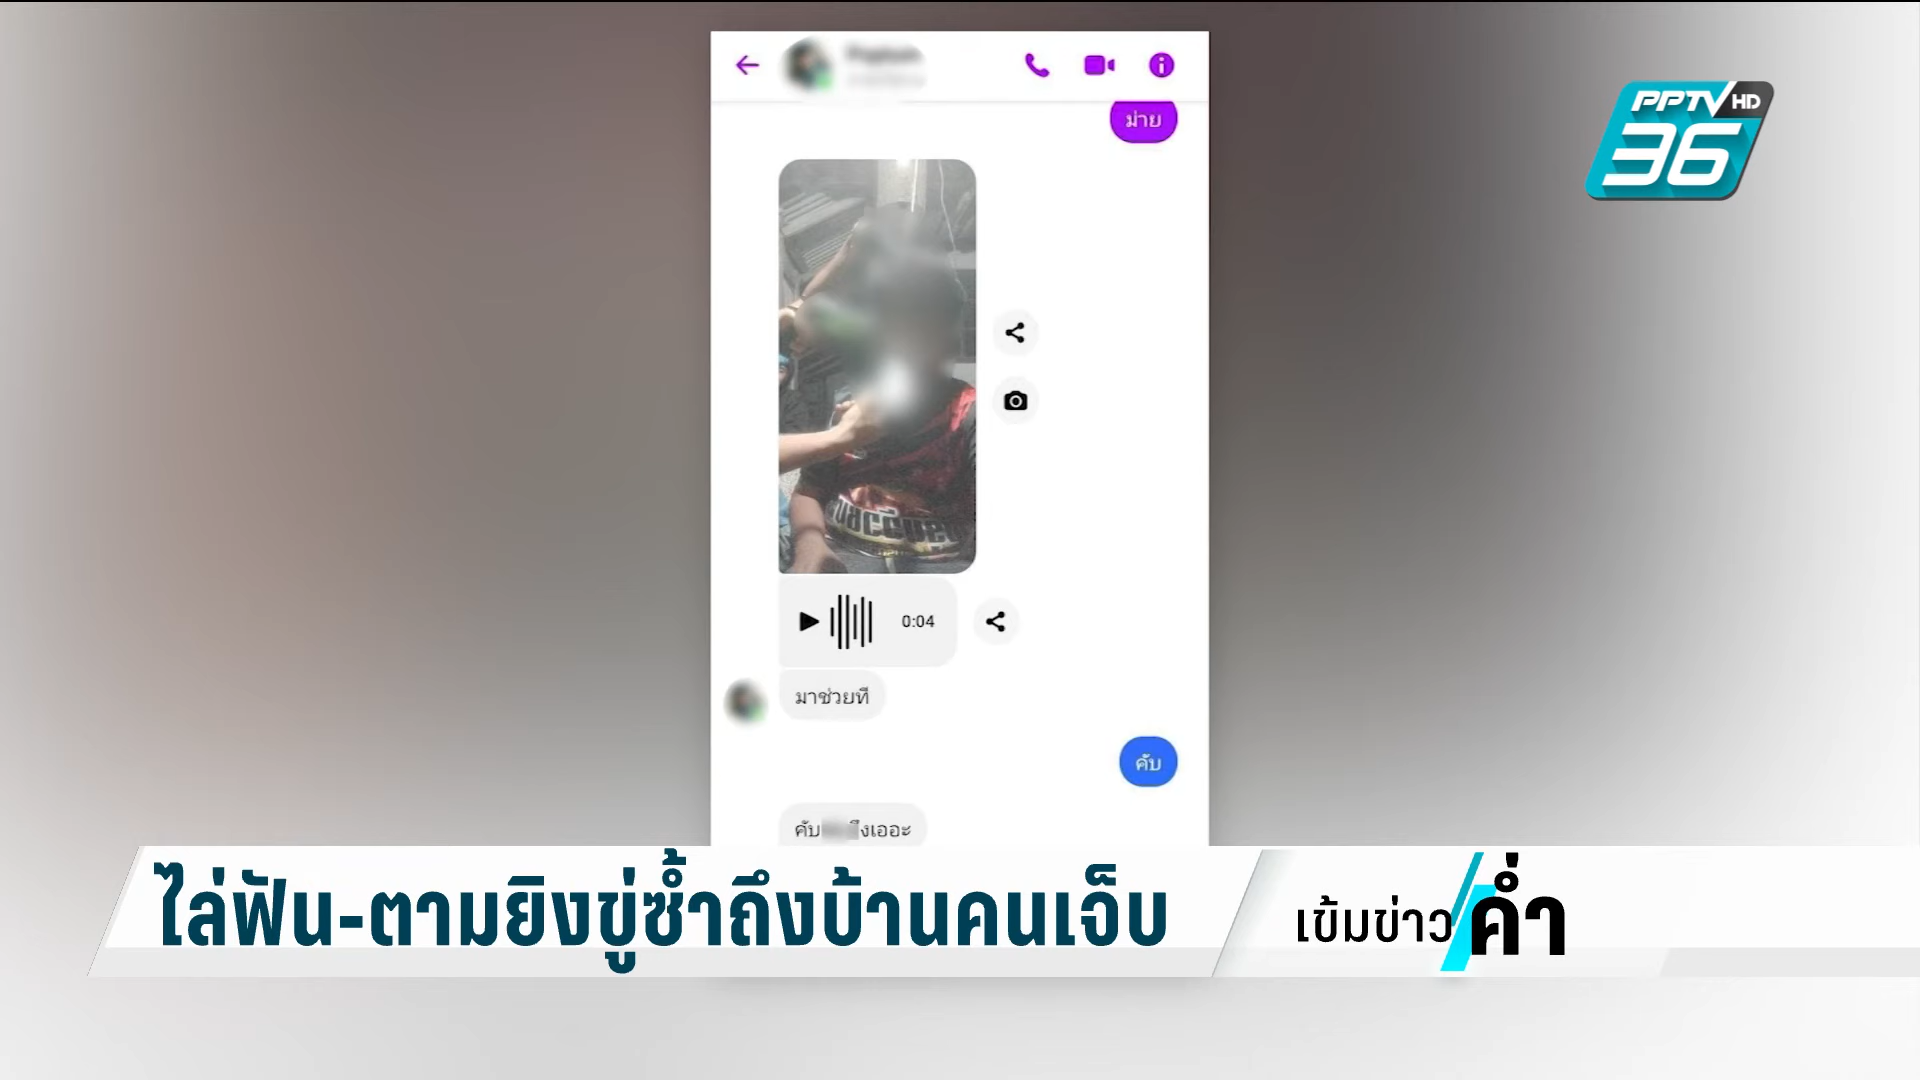 PPTV HD
36
ม่าย
0:04
มาช่วยที
คับ
คับ
ึงเออะ
ไล่ฟัน-ตามยิงขู่ซ้ำถึงบ้านคนเจ็บ
เข้มข่าว
ค่ำ